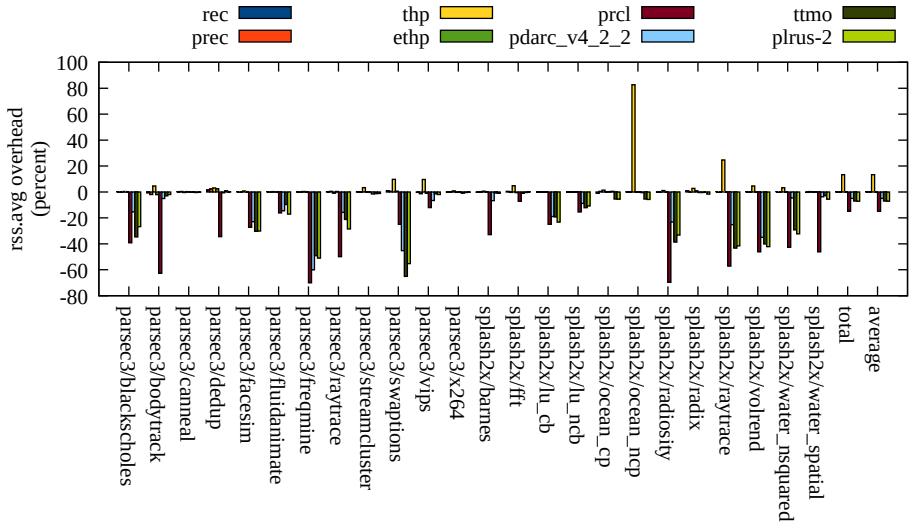 rec thp prcl ttmo
prec ethp pdarc_v4_2_2 plrus-2
rss.avg overhead
(percent)
100
80
60
40
20
0
-20
-40
-60
-80
parsec3/blackscholes
parsec3/bodytrack
parsec3/canneal
parsec3/dedup
parsec3/facesim
parsec3/fluidanimate
parsec3/freqmine
parsec3/raytrace
parsec3/streamcluster
parsec3/swaptions
parsec3/vips
parsec3/x264
splash2x/barnes
splash2x/fft
splash2x/lu_cb
splash2x/lu_ncb
splash2x/ocean_cp
splash2x/ocean_ncp
splash2x/radiosity
splash2x/radix
splash2x/raytrace
splash2x/volrend
splash2x/water_nsquared
splash2x/water_spatial
total
average